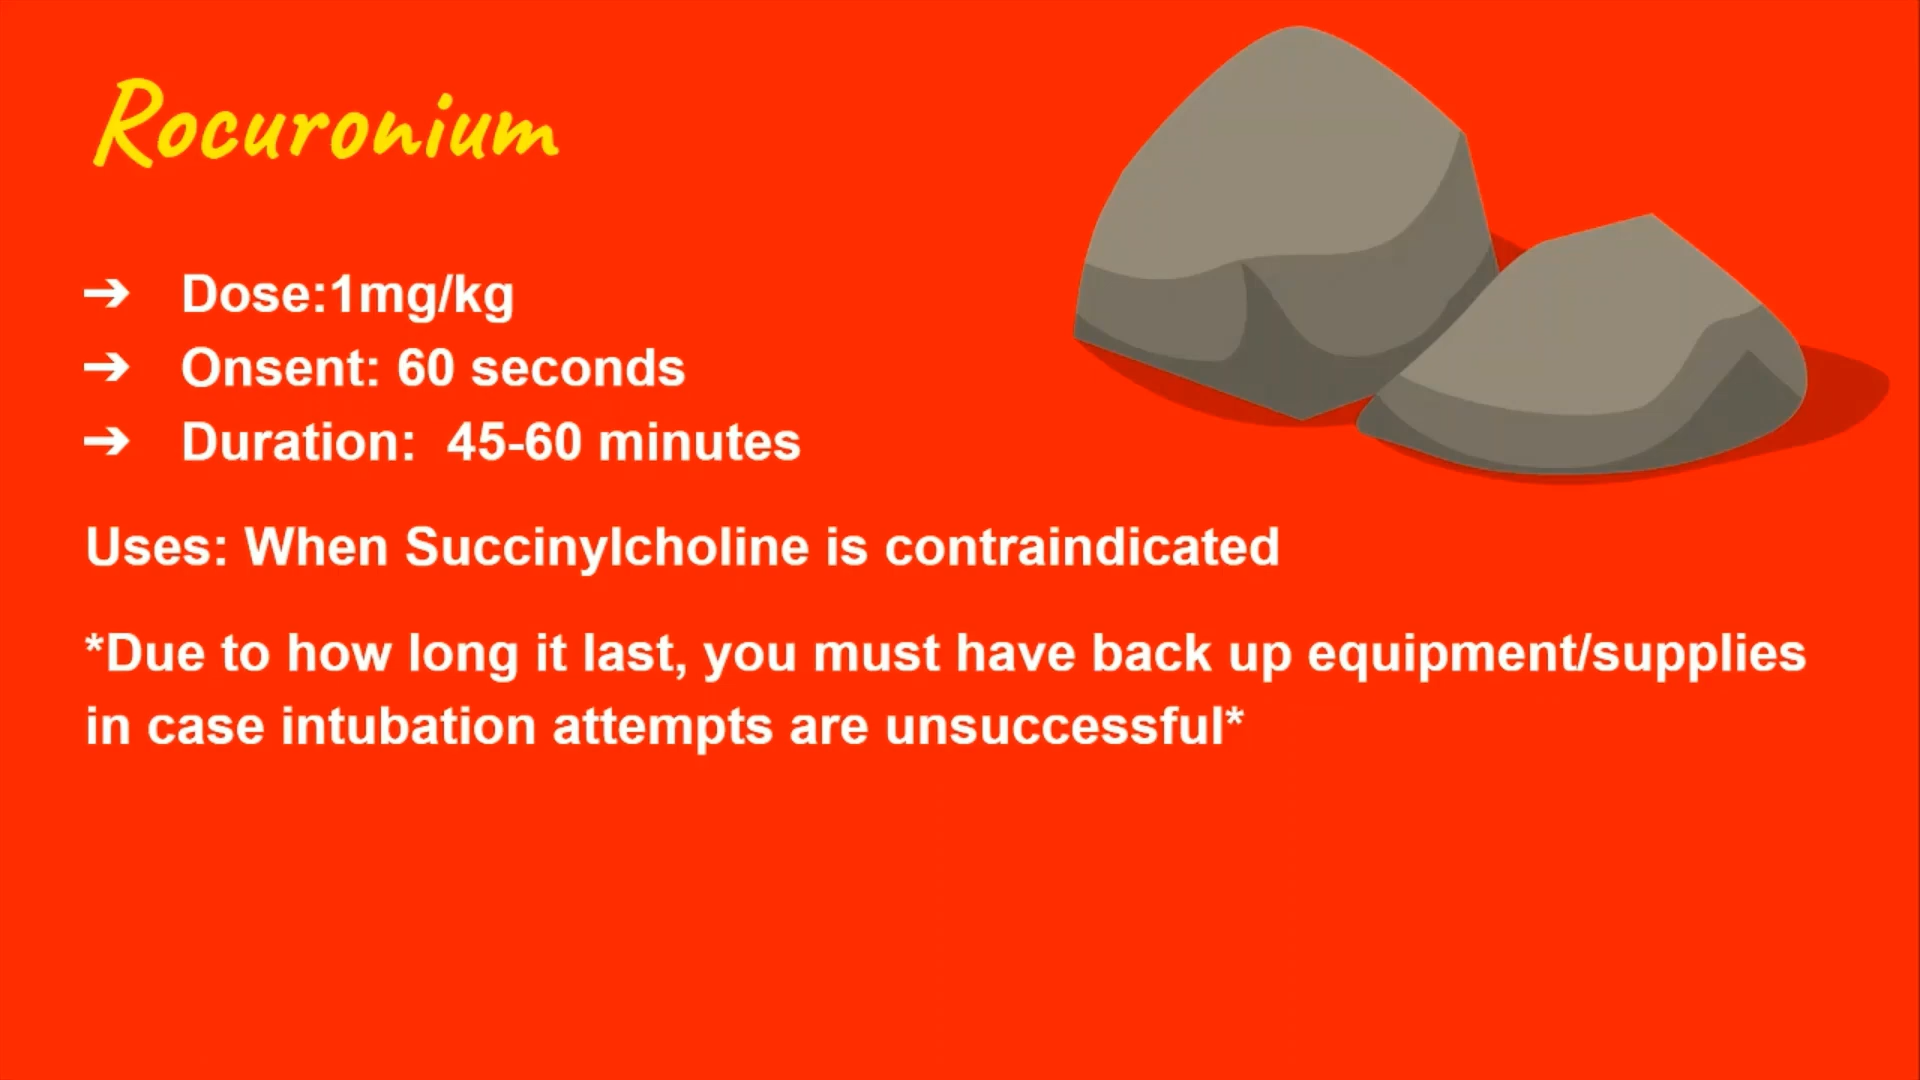 Rocuronium
➔ Dose:1mg/kg
➔ Onsent: 60 seconds
➔ Duration:  45-60 minutes
Uses: When Succinylcholine is contraindicated
*Due to how long it last, you must have back up equipment/supplies
in case intubation attempts are unsuccessful*